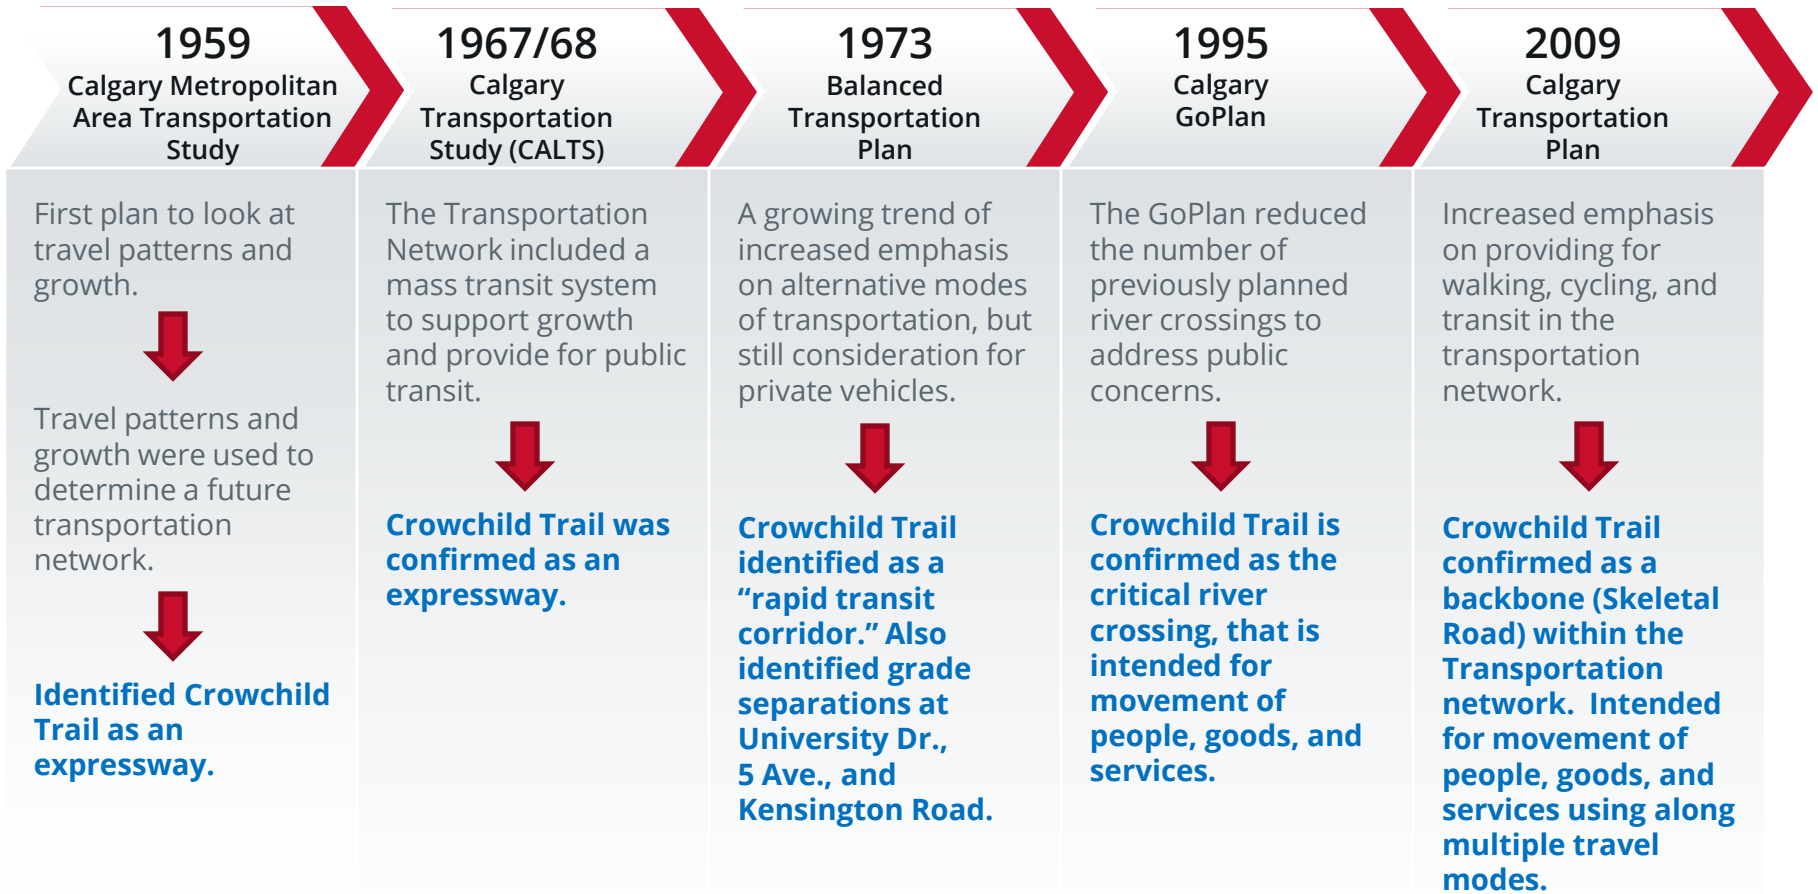 1959
Calgary Metropolitan
Area Transportation
Study
First plan to look at
travel patterns and
growth.
Travel patterns and
growth were used to
determine a future
transportation
network.
Identified Crowchild
Trail as an
expressway.
1967/68
Calgary
Transportation
Study (CALTS)
The Transportation
Network included a
mass transit system
to support growth
and provide for public
transit.
Crowchild Trail was
confirmed as an
expressway.
1973
Balanced
Transportation
Plan
A growing trend of
increased emphasis
on alternative modes
of transportation, but
still consideration for
private vehicles.
Crowchild Trail
identified as a
“rapid transit
corridor.” Also
identified grade
separations at
University Dr.,
5 Ave., and
Kensington Road.
1995
Calgary
GoPlan
The GoPlan reduced
the number of
previously planned
river crossings to
address public
concerns.
Crowchild Trail is
confirmed as the
critical river
crossing, that is
intended for
movement of
people, goods, and
services.
2009
Calgary
Transportation
Plan
Increased emphasis
on providing for
walking, cycling, and
transit in the
transportation
network.
Crowchild Trail
confirmed as a
backbone (Skeletal
Road) within the
Transportation
network.  Intended
for movement of
people, goods, and
services using along
multiple travel
modes.